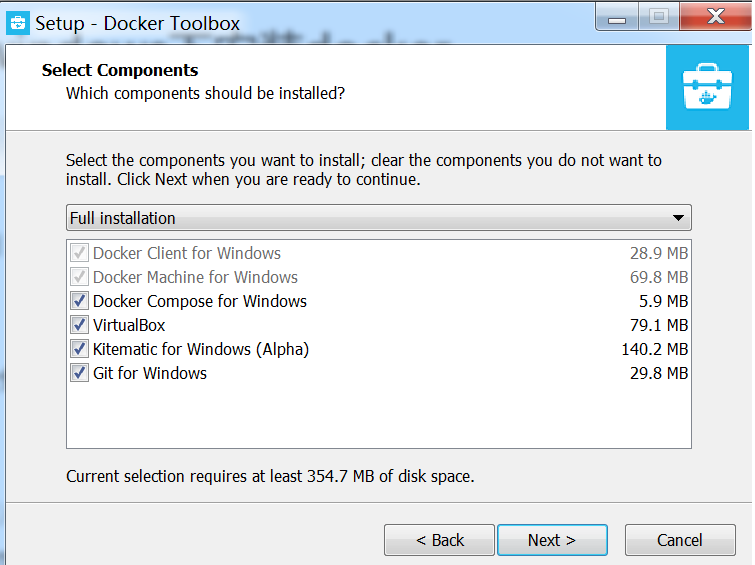 Setup - Docker Toolbox
Select Components
Which components should be installed?
Select the components you want to install; clear the components you do not want to
install. Click Next when you are ready to continue.
Full installation
Docker Client for Windows 28.9 MB
Docker Machine for Windows 69.8 MB
Docker Compose for Windows 5.9 MB
VirtualBox 79.1 MB
Kitematic for Windows (Alpha) 140.2 MB
Git for Windows 29.8 MB
Current selection requires at least 354.7 MB of disk space.
< Back Next > Cancel